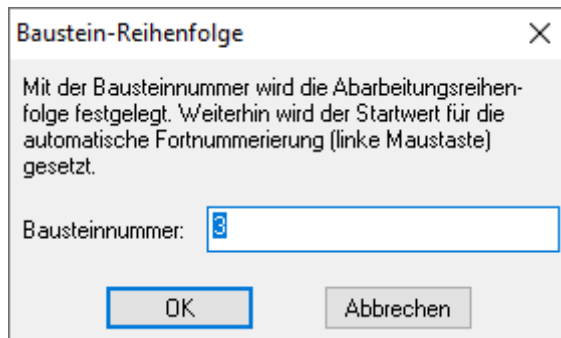 Baustein-Reihenfolge
Mit der Bausteinnummer wird die Abarbeitungsreihen-
folge festgelegt. Weiterhin wird der Startwert für die
automatische Fortnummerierung (linke Maustaste)
gesetzt.
Bausteinnummer: 3
OK Abbrechen